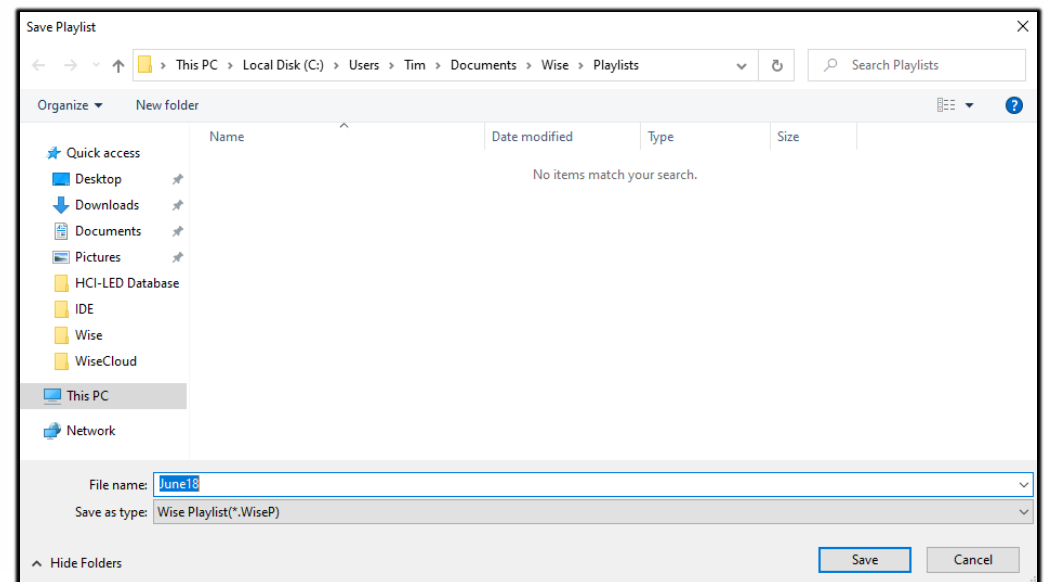 Save Playlist
This PC > Local Disk (C:) > Users > Tim > Documents > Wise > Playlists
Search Playlists
Organize
New folder
?
Name
Date modified
Type
Size
No items match your search.
Quick access
Desktop
Downloads
Documents
Pictures
HCI-LED Database
IDE
Wise
WiseCloud
This PC
Network
File name: June18
Save as type: Wise Playlist(*.WiseP)
Hide Folders
Save
Cancel